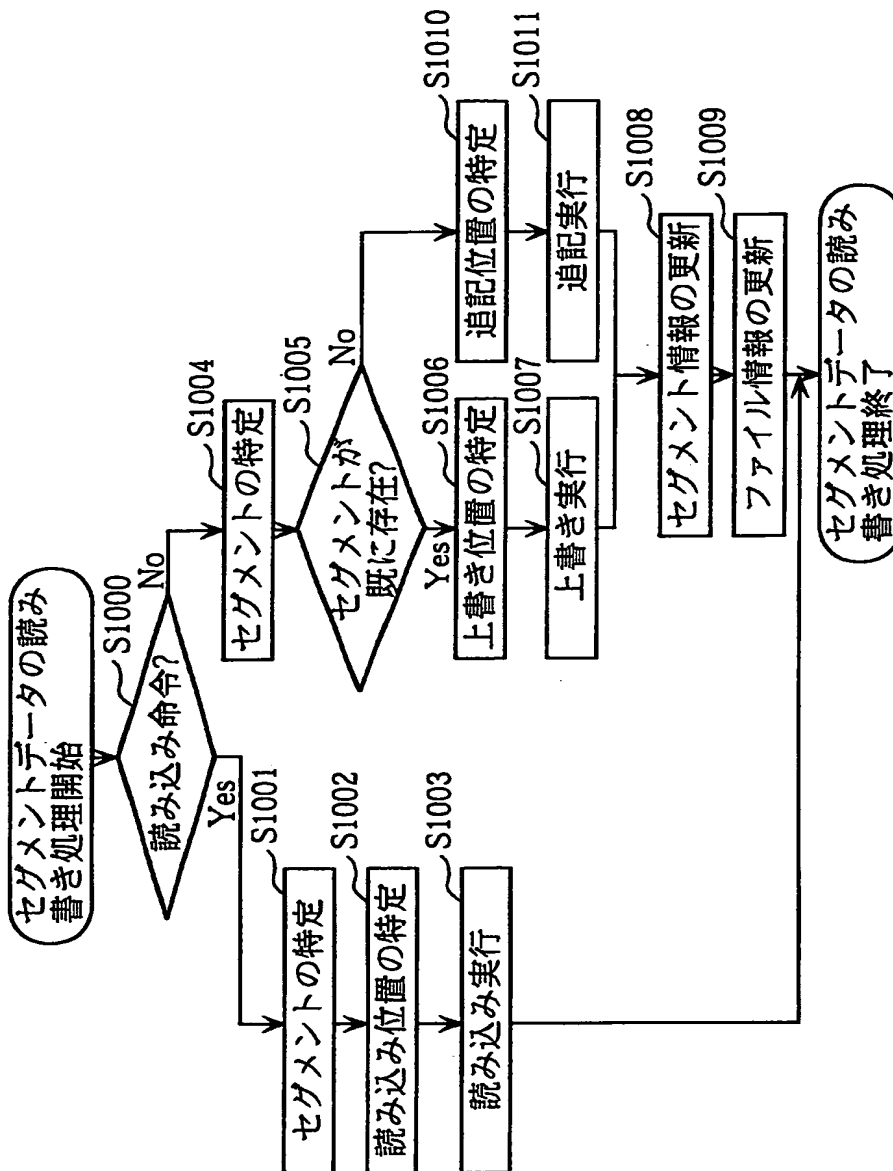 セグメントデータの読み
書き処理開始
S1000
読み込み命令?
Yes
No
S1001
セグメントの特定
S1002
読み込み位置の特定
S1003
読み込み実行
S1004
セグメントの特定
S1005
セグメントが
既に存在?
Yes
No
S1006
上書き位置の特定
S1007
上書き実行
S1010
追記位置の特定
S1011
追記実行
S1008
セグメント情報の更新
S1009
ファイル情報の更新
セグメントデータの読み
書き処理終了